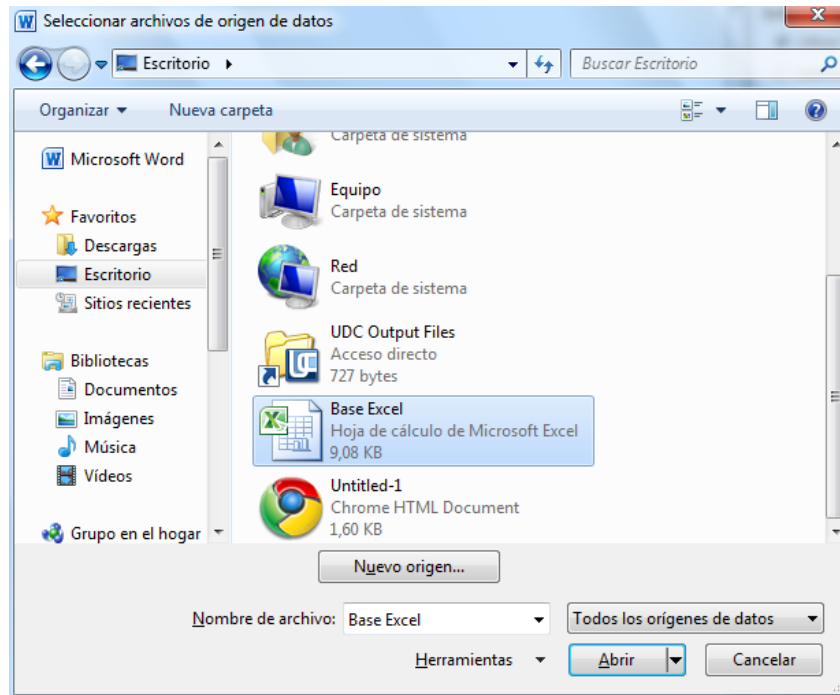 Seleccionar archivos de origen de datos
Escritorio
Buscar Escritorio
Organizar
Nueva carpeta
Microsoft Word
Favoritos
Descargas
Escritorio
Sitios recientes
Bibliotecas
Documentos
Imágenes
Música
Vídeos
Grupo en el hogar
Carpeta de sistema
Equipo
Carpeta de sistema
Red
Carpeta de sistema
UDC Output Files
Acceso directo
727 bytes
Base Excel
Hoja de cálculo de Microsoft Excel
9,08 KB
Untitled-1
Chrome HTML Document
1,60 KB
Nuevo origen...
Nombre de archivo: Base Excel
Todos los orígenes de datos
Herramientas
Abrir
Cancelar